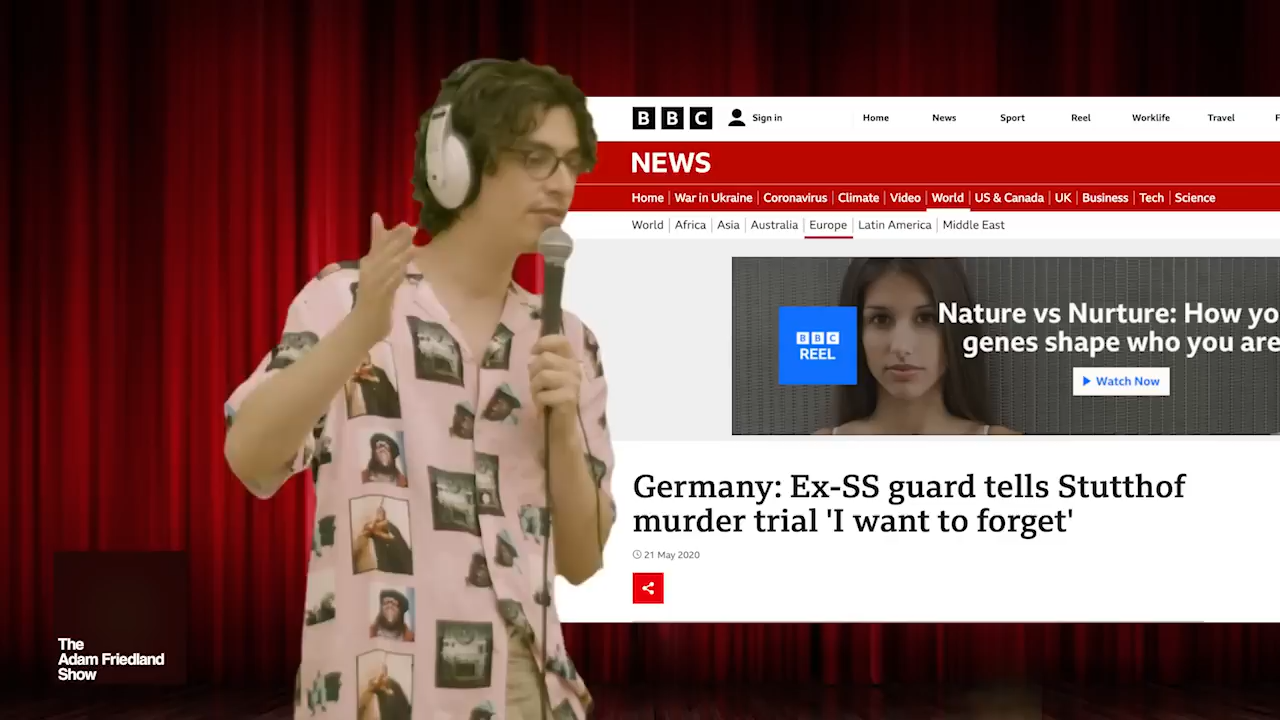 BBC Sign in Home News Sport Reel Worklife Travel
NEWS
Home War in Ukraine Coronavirus Climate Video World US & Canada UK Business Tech Science
World Africa Asia Australia Europe Latin America Middle East
Nature vs Nurture: How yo
genes shape who you are
BBC
REEL
Watch Now
Germany: Ex-SS guard tells Stutthof
murder trial 'I want to forget'
21 May 2020
The
Adam Friedland
Show